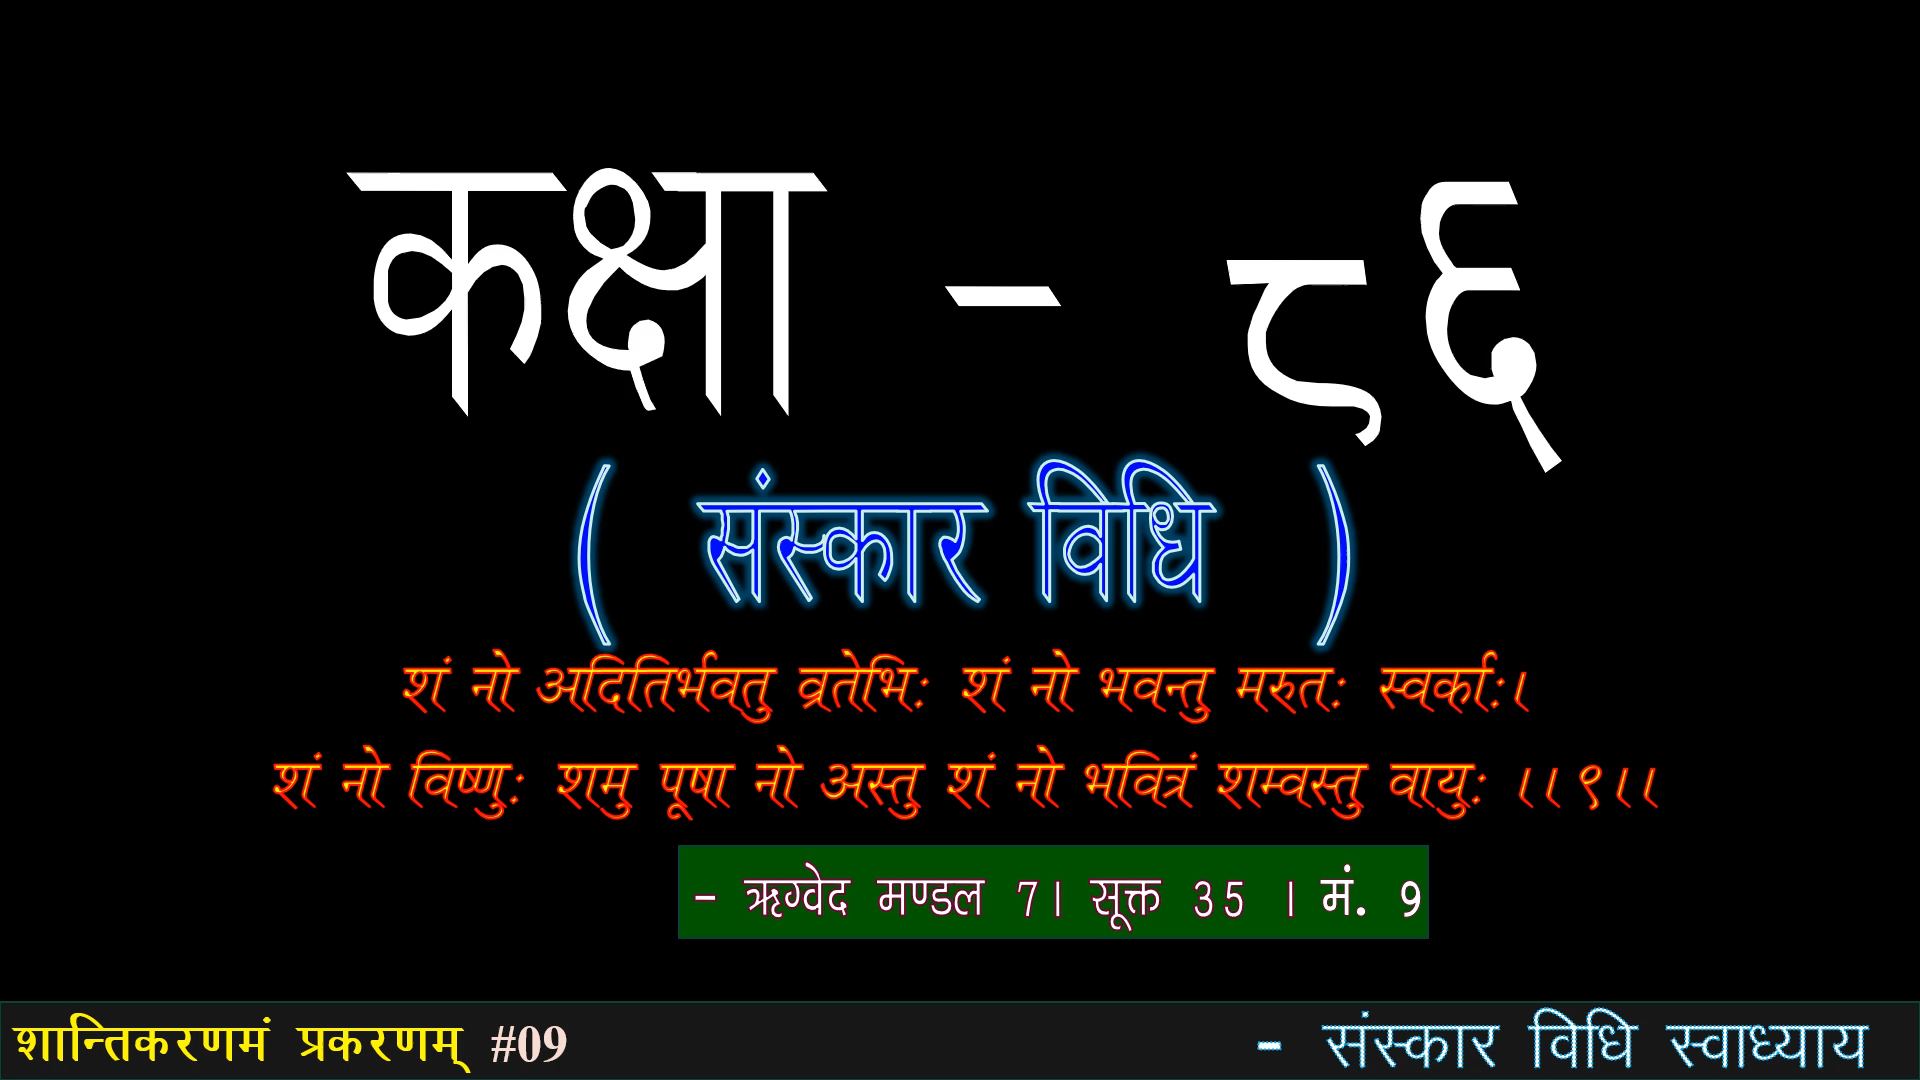 कक्षा - ८६
( संस्कार विधि )
शं नो अदितिर्भवतु व्रतेभिः शं नो भवन्तु मरुतः स्वर्काः।
शं नो विष्णुः शमु पूषा नो अस्तु शं नो भवित्रं शम्वस्तु वायुः ।।९।।
- ऋग्वेद मण्डल 7। सूक्त 35 । मं. 9
शान्तिकरणमं प्रकरणम् #09 - संस्कार विधि स्वाध्याय